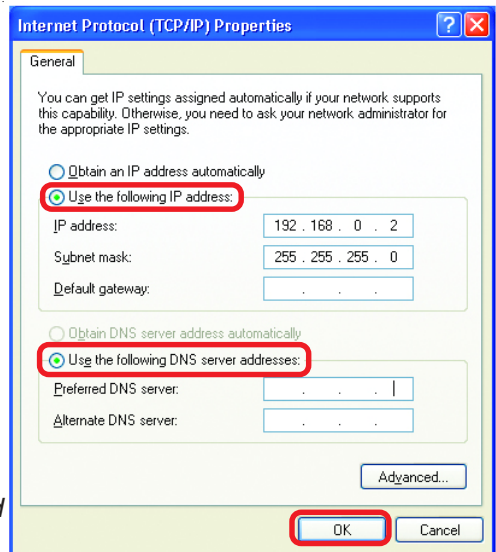 Internet Protocol (TCP/IP) Properties
General
You can get IP settings assigned automatically if your network supports
this capability. Otherwise, you need to ask your network administrator for
the appropriate IP settings.
Obtain an IP address automatically
Use the following IP address:
IP address: 192 . 168 . 0 . 2
Subnet mask: 255 . 255 . 255 . 0
Default gateway: . . .
Obtain DNS server address automatically
Use the following DNS server addresses:
Preferred DNS server: . . .
Alternate DNS server: . . .
Advanced...
OK Cancel